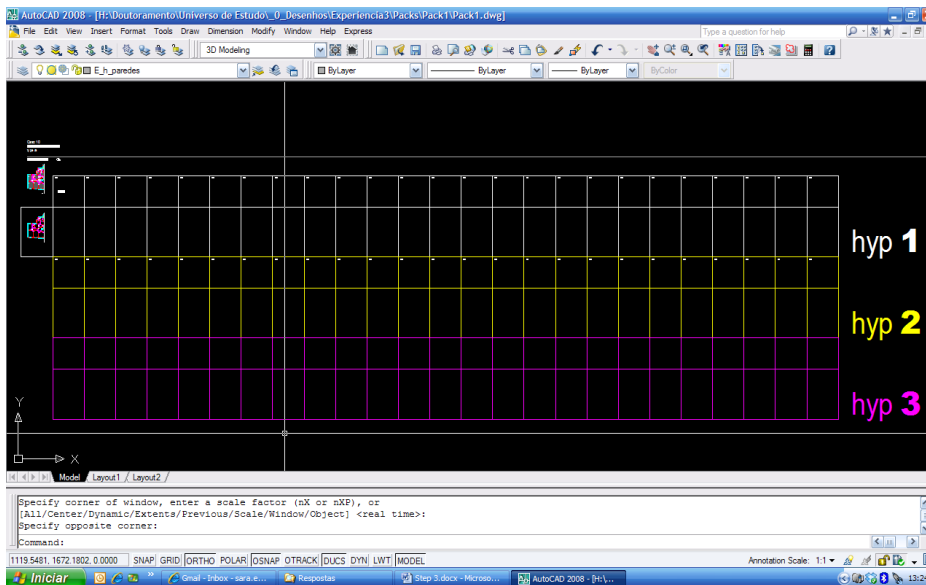 AutoCAD 2008 - [H:\Doutoramento\Universo de Estudo\_0_Desenhos\Experiencia3\Packs\Pack1\Pack1.dwg]
File Edit View Insert Format Tools Draw Dimension Modify Window Help Express
Type a question for help
3D Modeling
E_h_paredes
ByLayer
ByLayer
ByLayer
ByColor
hyp 1
hyp 2
hyp 3
Y
X
Model Layout1 Layout2
Specify corner of window, enter a scale factor (nX or nXP), or
[All/Center/Dynamic/Extents/Previous/Scale/Window/Object] <real time>:
Specify opposite corner:
Command:
1119.5481, 1672.1802, 0.0000 SNAP GRID ORTHO POLAR OSNAP OTRACK DUCS DYN LWT MODEL
Annotation Scale: 1:1
Iniciar
Gmail - Inbox - sara.e...
Respostas
Step 3.docx - Microso...
AutoCAD 2008 - [H:\...